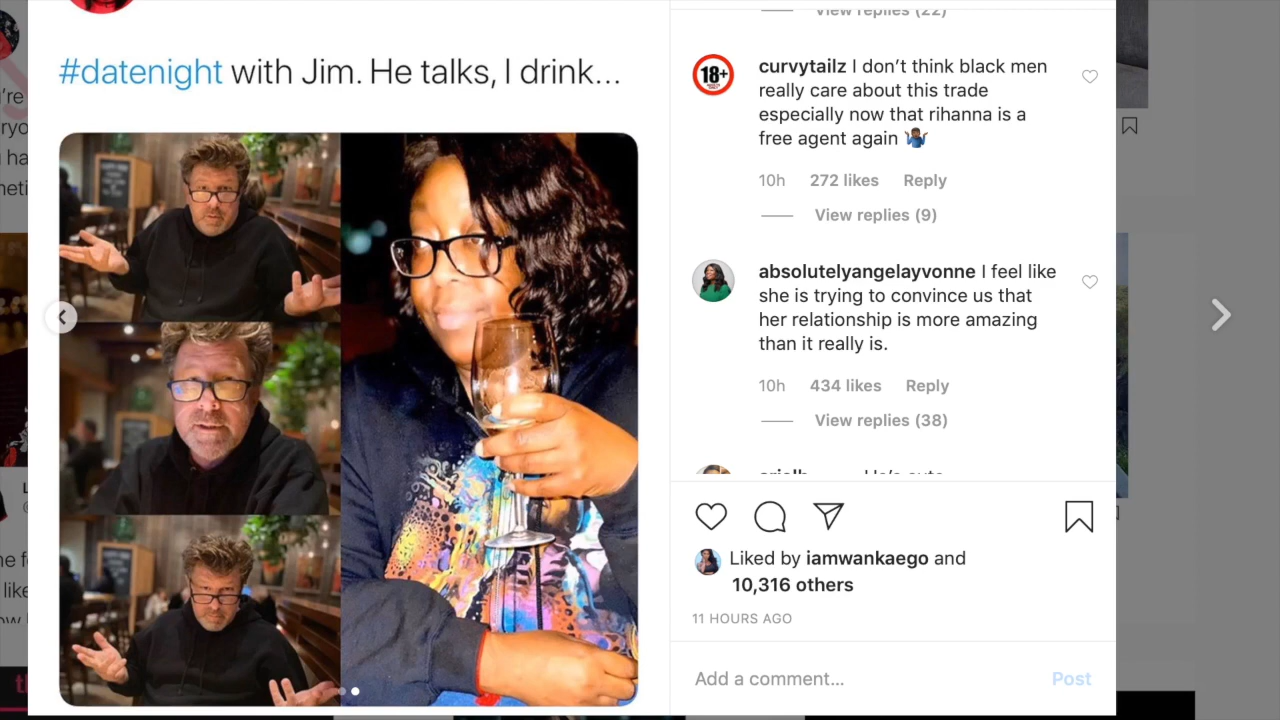 #datenight with Jim. He talks, I drink...
View replies (22)
18+
curvytailz I don't think black men
really care about this trade
especially now that rihanna is a
free agent again 🤷🏾‍♂️
10h 272 likes Reply
View replies (9)
absolutelyangelayvonne I feel like
she is trying to convince us that
her relationship is more amazing
than it really is.
10h 434 likes Reply
View replies (38)
Liked by iamwankaego and
10,316 others
11 HOURS AGO
Add a comment... Post